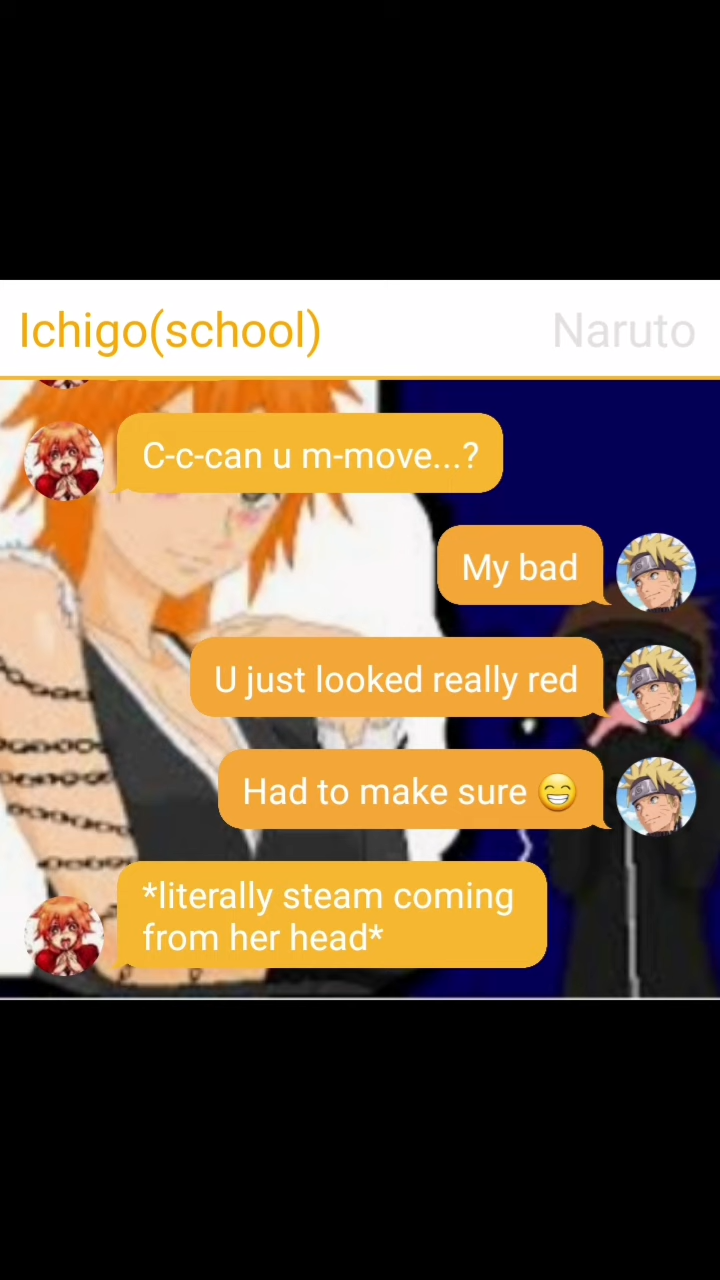 Ichigo(school) Naruto
C-c-can u m-move...?
My bad
U just looked really red
Had to make sure 😁
*literally steam coming
from her head*